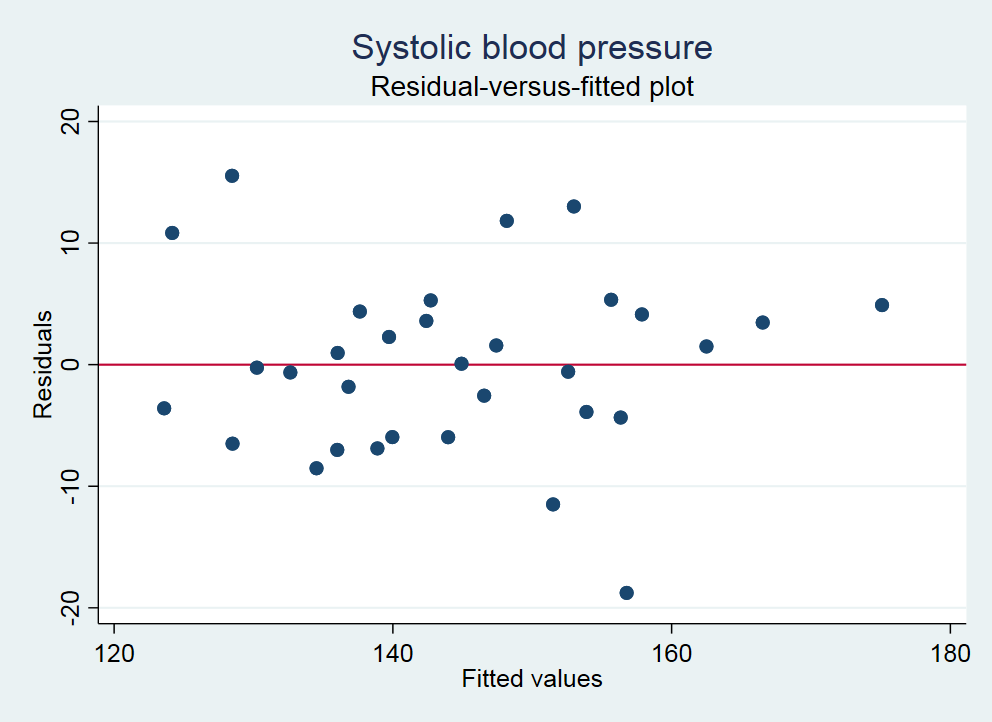 Systolic blood pressure
Residual-versus-fitted plot
20
10
0
-10
-20
Residuals
120 140 160 180
Fitted values